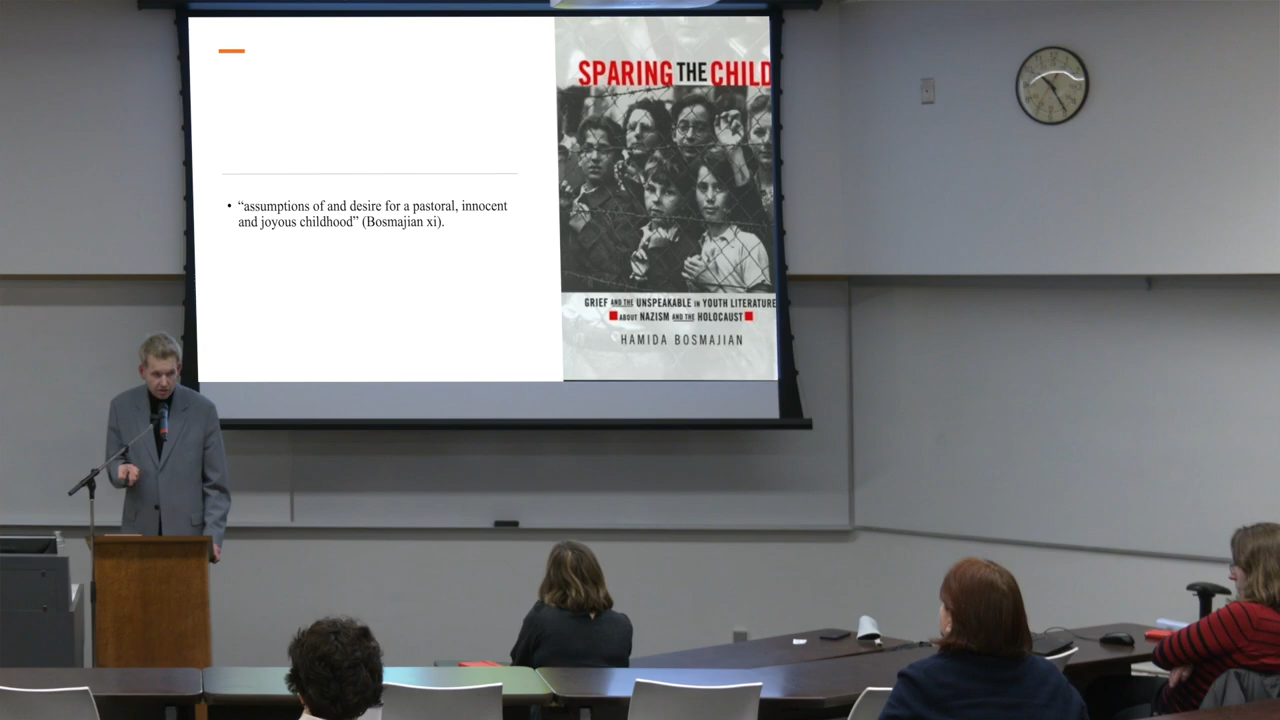 • “assumptions of and desire for a pastoral, innocent
and joyous childhood” (Bosmajian xi).
SPARING THE CHILD
GRIEF AND THE UNSPEAKABLE IN YOUTH LITERATURE
ABOUT NAZISM AND THE HOLOCAUST
HAMIDA BOSMAJIAN